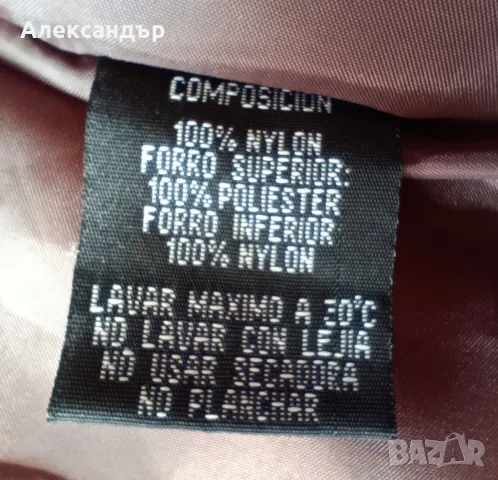 Александър
COMPOSICION
100% NYLON
FORRO SUPERIOR:
100% POLIESTER
FORRO INFERIOR
100% NYLON
LAVAR MAXIMO A 30°C
NO LAVAR CON LEJIA
NO USAR SECADORA
NO PLANCHAR
BAZAR